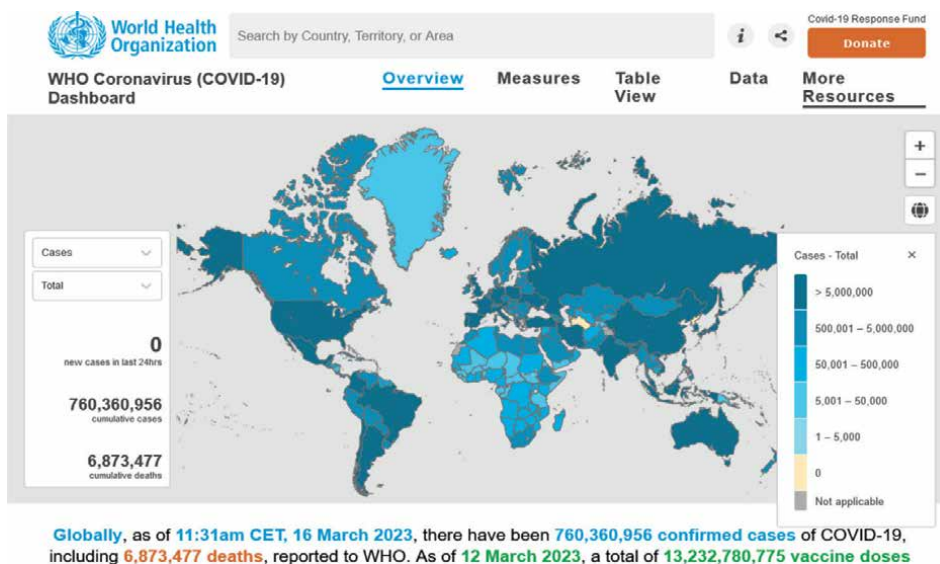 World Health
Organization
Search by Country, Territory, or Area
i
Covid-19 Response Fund
Donate
WHO Coronavirus (COVID-19)
Dashboard
Overview
Measures
Table
View
Data
More
Resources
+
−
Cases
Total
0
new cases in last 24hrs
760,360,956
cumulative cases
6,873,477
cumulative deaths
Cases - Total ×
> 5,000,000
500,001 – 5,000,000
50,001 – 500,000
5,001 – 50,000
1 – 5,000
0
Not applicable
Globally, as of 11:31am CET, 16 March 2023, there have been 760,360,956 confirmed cases of COVID-19,
including 6,873,477 deaths, reported to WHO. As of 12 March 2023, a total of 13,232,780,775 vaccine doses